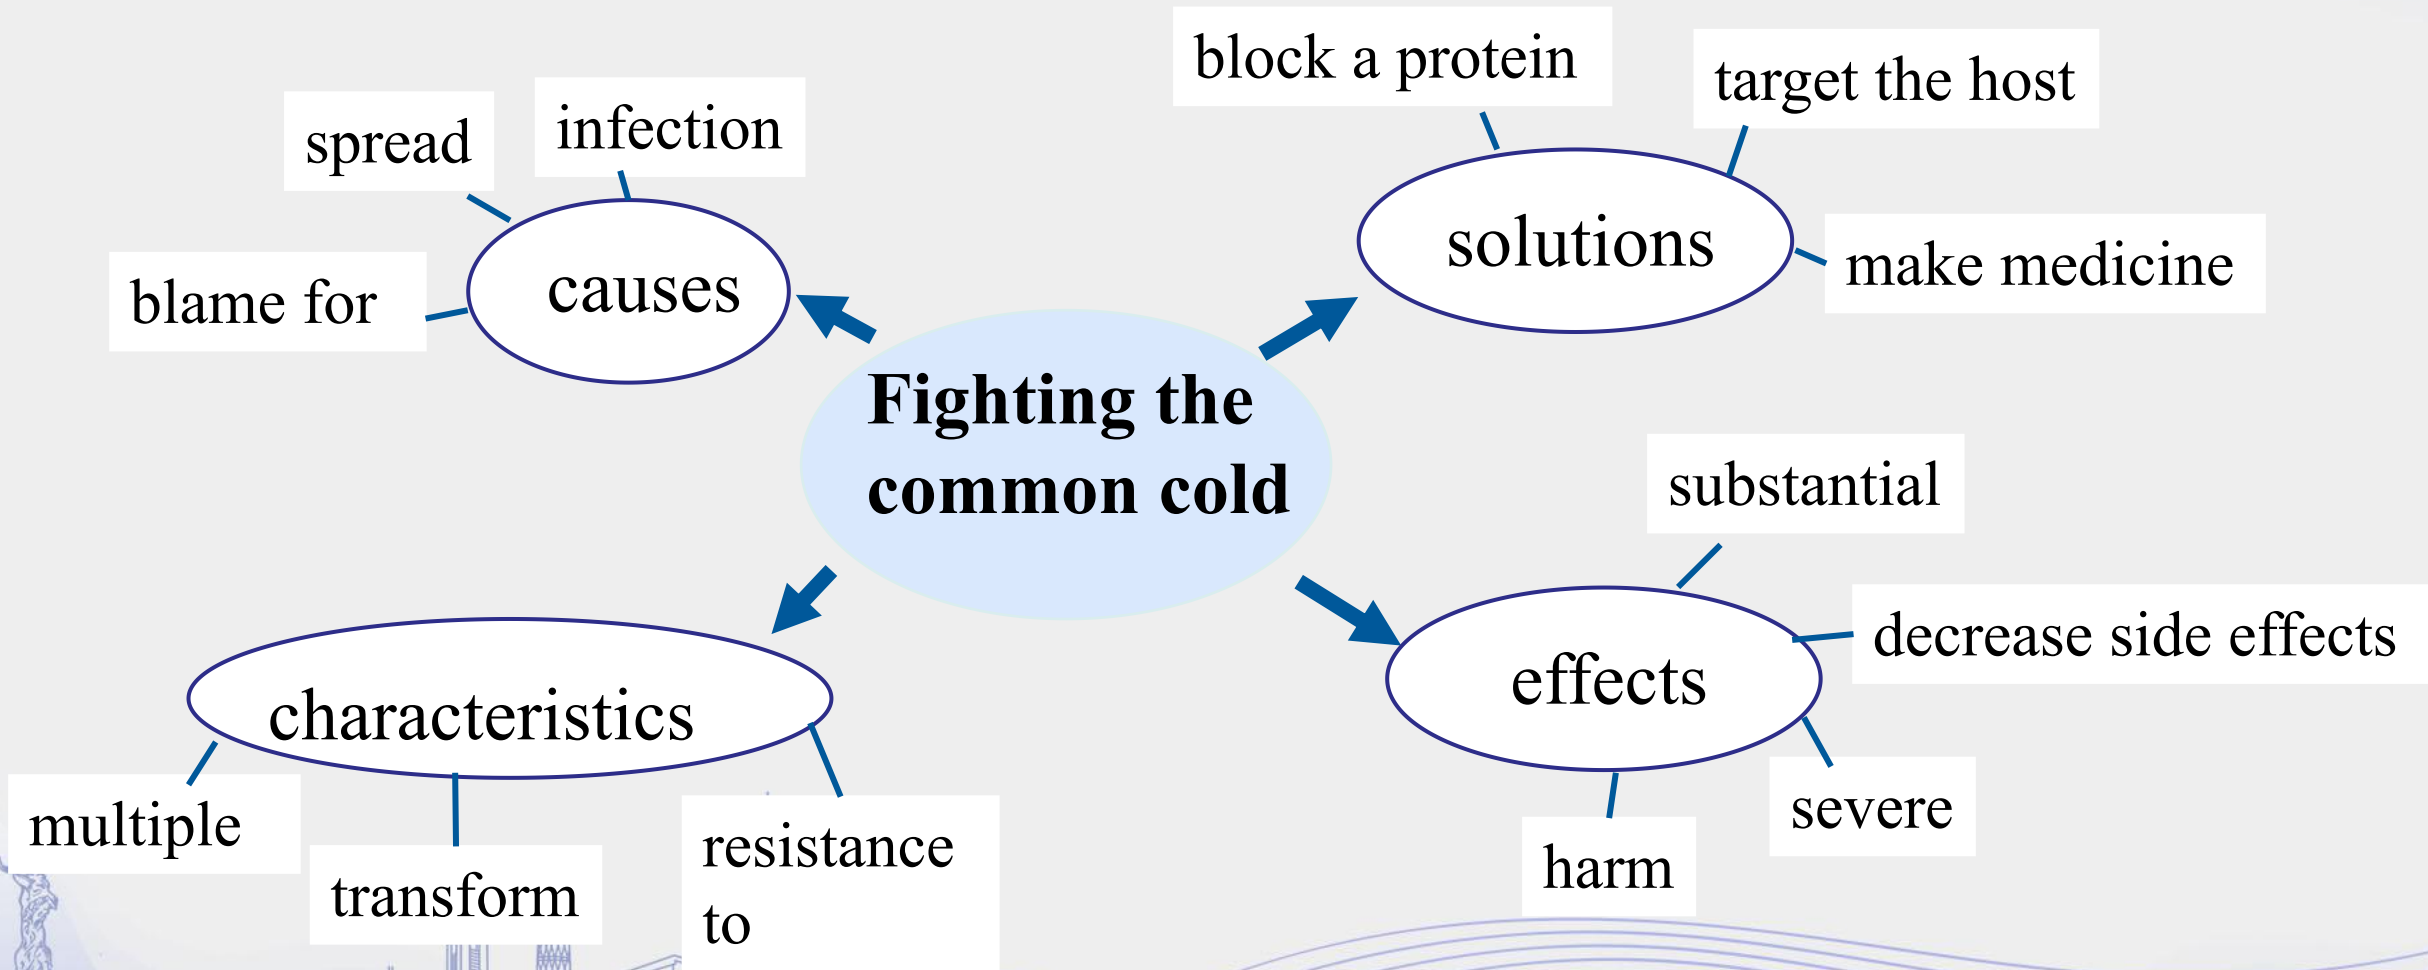 block a protein
target the host
infection
spread
solutions
make medicine
causes
blame for
Fighting the
common cold
substantial
decrease side effects
effects
characteristics
severe
multiple
resistance
to
harm
transform